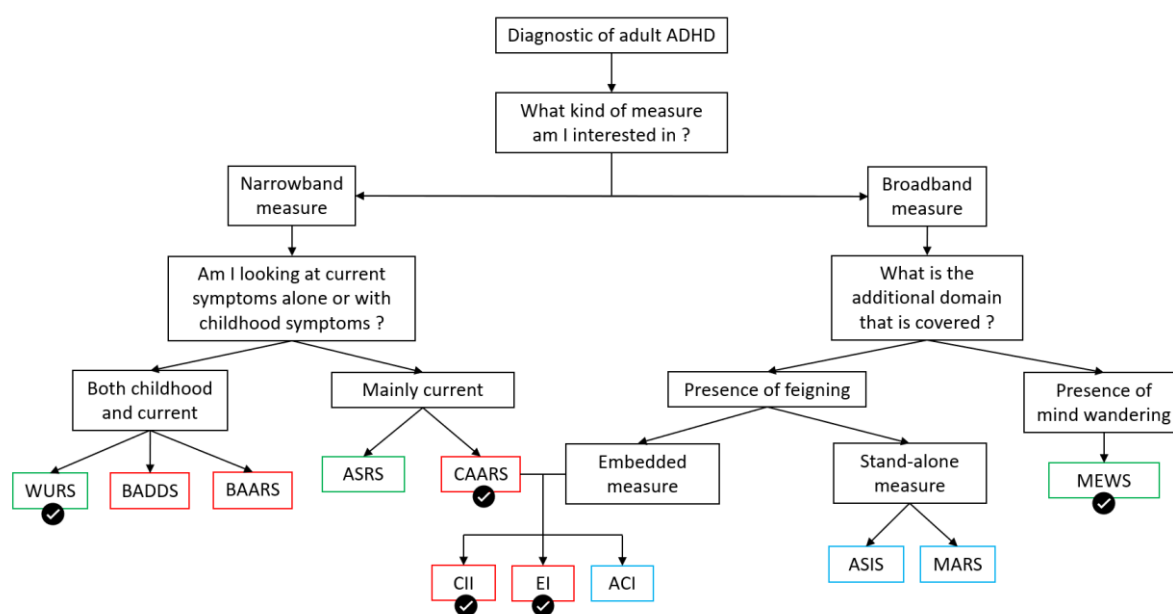 Diagnostic of adult ADHD
What kind of measure
am I interested in ?
Narrowband
measure
Broadband
measure
Am I looking at current
symptoms alone or with
childhood symptoms ?
What is the
additional domain
that is covered ?
Both childhood
and current
Mainly current
Presence of feigning
Presence of
mind wandering
WURS
BADDS
BAARS
ASRS
CAARS
Embedded
measure
Stand-alone
measure
MEWS
CII
EI
ACI
ASIS
MARS